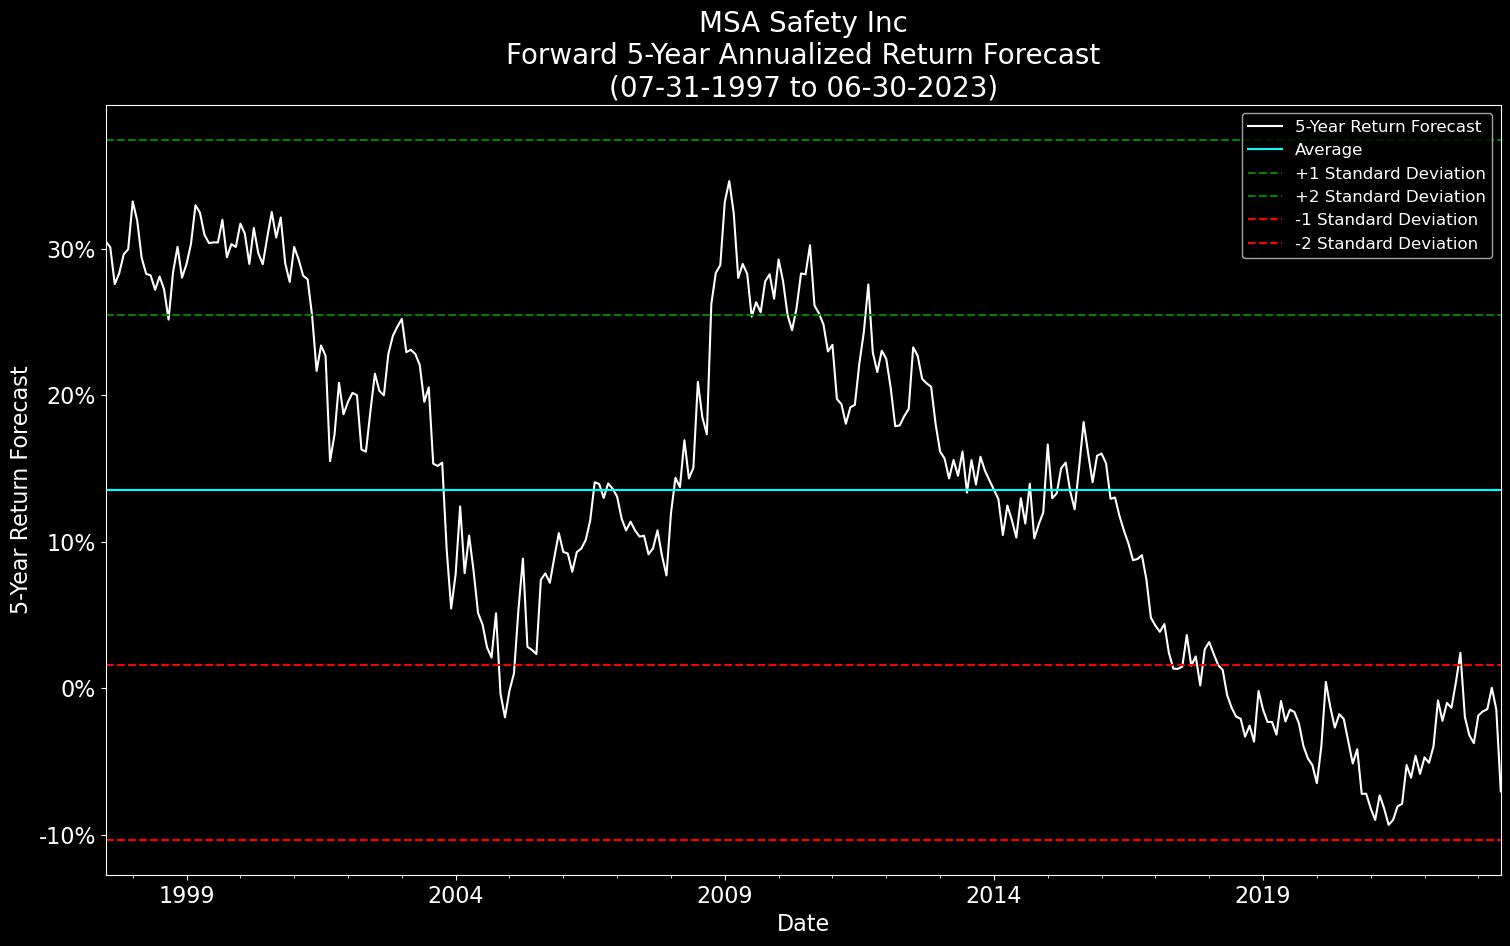 MSA Safety Inc
Forward 5-Year Annualized Return Forecast
(07-31-1997 to 06-30-2023)
5-Year Return Forecast
Average
+1 Standard Deviation
+2 Standard Deviation
-1 Standard Deviation
-2 Standard Deviation
5-Year Return Forecast
30%
20%
10%
0%
-10%
1999 2004 2009 2014 2019
Date